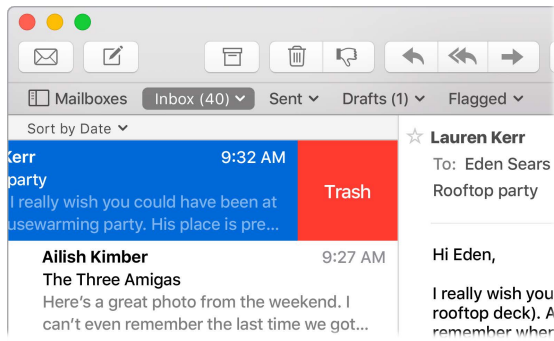 Mailboxes Inbox (40) Sent Drafts (1) Flagged
Sort by Date
Kerr 9:32 AM
party
I really wish you could have been at
usewarming party. His place is pre...
Trash
Ailish Kimber 9:27 AM
The Three Amigas
Here's a great photo from the weekend. I
can't even remember the last time we got...
Lauren Kerr
To: Eden Sears
Rooftop party
Hi Eden,
I really wish you
rooftop deck). A
remember when